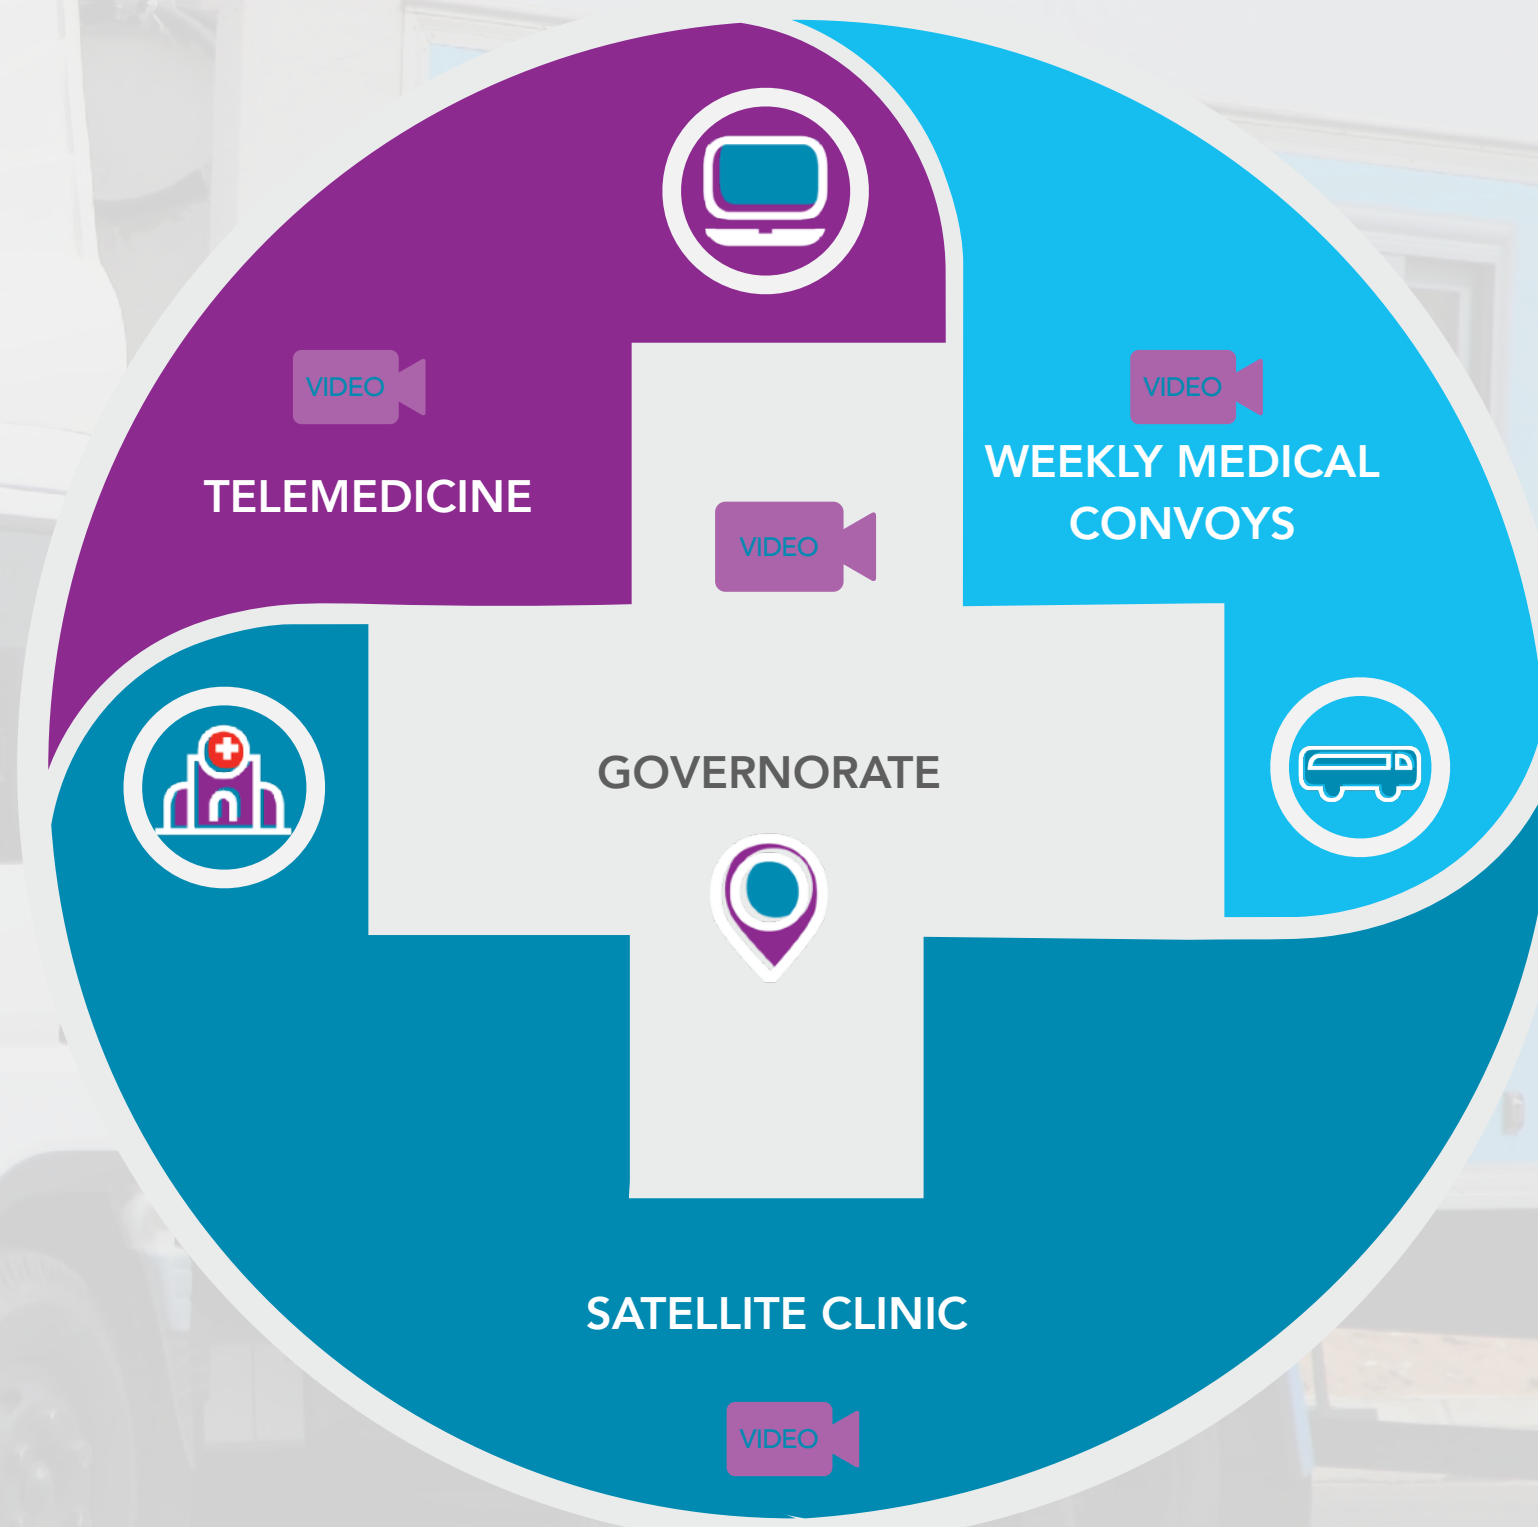 VIDEO
TELEMEDICINE
VIDEO
WEEKLY MEDICAL
CONVOYS
VIDEO
GOVERNORATE
SATELLITE CLINIC
VIDEO